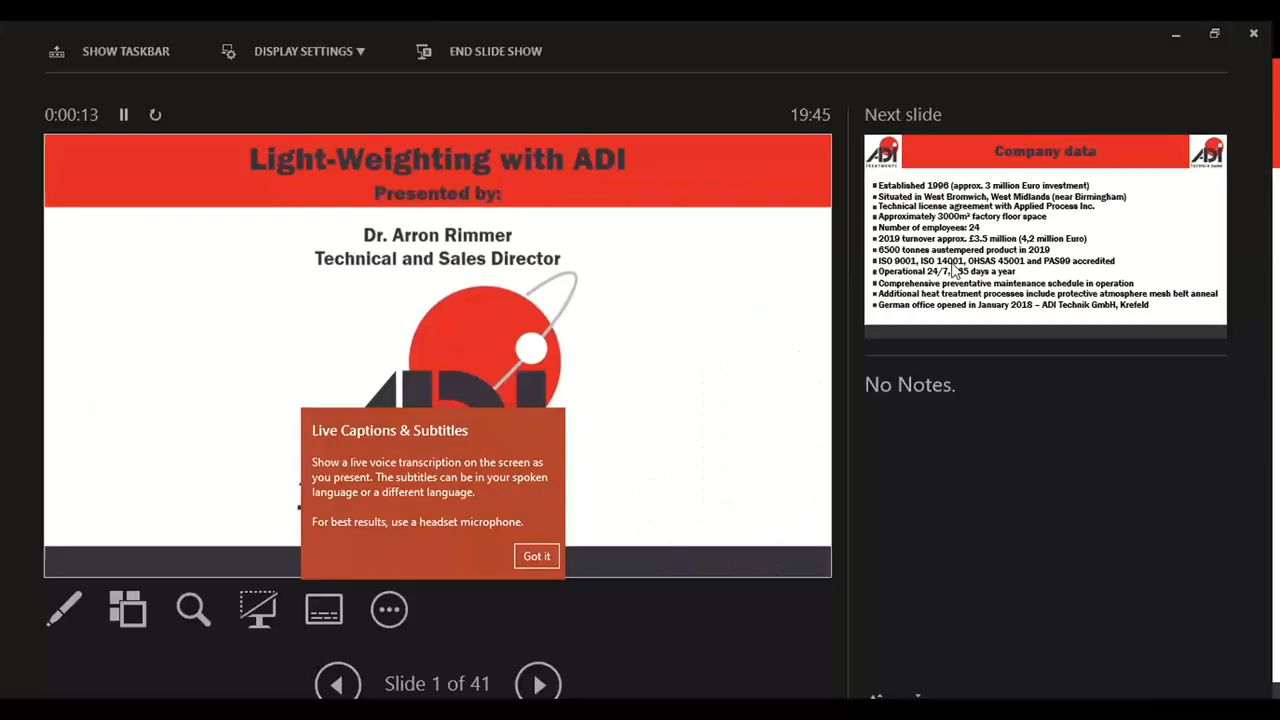 SHOW TASKBAR
DISPLAY SETTINGS ▼
END SLIDE SHOW
0:00:13
19:45
Next slide
Light-Weighting with ADI
Presented by:
Dr. Arron Rimmer
Technical and Sales Director
ADI
Live Captions & Subtitles
Show a live voice transcription on the screen as
you present. The subtitles can be in your spoken
language or a different language.
For best results, use a headset microphone.
Got it
ADI
TREATMENTS
Company data
ADI
TECHNIK GmbH
▪ Established 1996 (approx. 3 million Euro investment)
▪ Situated in West Bromwich, West Midlands (near Birmingham)
▪ Technical license agreement with Applied Process Inc.
▪ Approximately 3000m² factory floor space
▪ Number of employees: 24
▪ 2019 turnover approx. £3.5 million (4,2 million Euro)
▪ 6500 tonnes austempered product in 2019
▪ ISO 9001, ISO 14001, OHSAS 45001 and PAS99 accredited
▪ Operational 24/7, 35 days a year
▪ Comprehensive preventative maintenance schedule in operation
▪ Additional heat treatment processes include protective atmosphere mesh belt anneal
▪ German office opened in January 2018 – ADI Technik GmbH, Krefeld
No Notes.
Slide 1 of 41